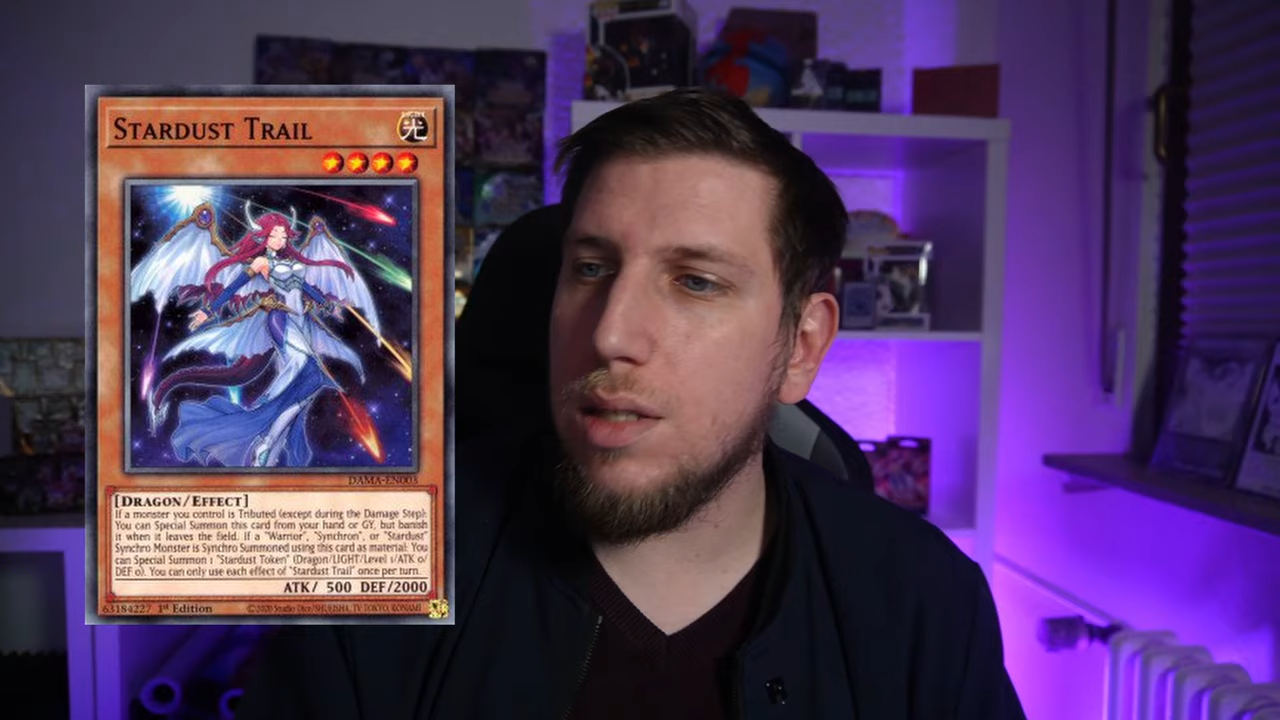 STARDUST TRAIL
光
DAMA-EN003
[DRAGON/EFFECT]
If a monster you control is Tributed (except during the Damage Step):
You can Special Summon this card from your hand or GY, but banish
it when it leaves the field. If a "Warrior", "Synchron", or "Stardust"
Synchro Monster is Synchro Summoned using this card as material: You
can Special Summon 1 "Stardust Token" (Dragon/LIGHT/Level 1/ATK 0/
DEF 0). You can only use each effect of "Stardust Trail" once per turn.
ATK/ 500 DEF/2000
63184227 1st Edition ©2020 Studio Dice/SHUEISHA, TV TOKYO, KONAMI